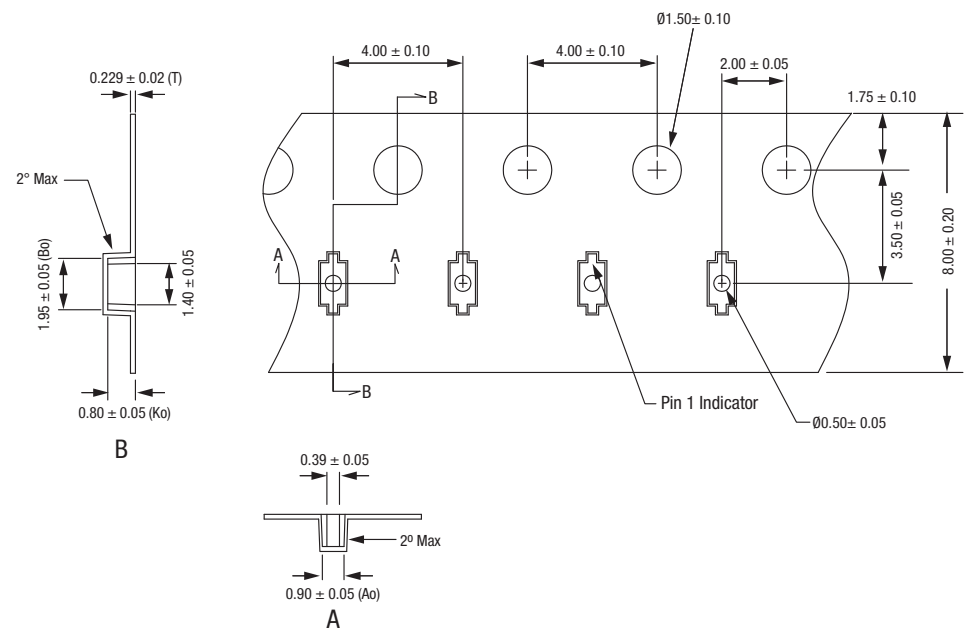 Ø1.50± 0.10
4.00 ± 0.10
4.00 ± 0.10
2.00 ± 0.05
0.229 ± 0.02 (T)
B
1.75 ± 0.10
2° Max
3.50 ± 0.05
8.00 ± 0.20
A
A
1.95 ± 0.05 (Bo)
1.40 ± 0.05
B
Pin 1 Indicator
0.80 ± 0.05 (Ko)
Ø0.50± 0.05
B
0.39 ± 0.05
2º Max
0.90 ± 0.05 (Ao)
A